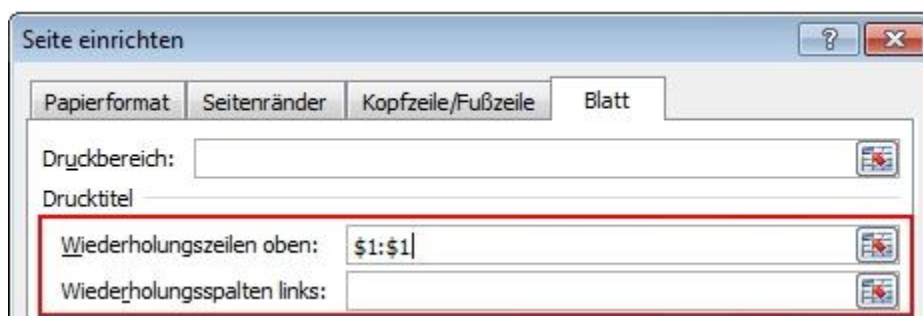 Seite einrichten
Papierformat Seitenränder Kopfzeile/Fußzeile Blatt
Druckbereich:
Drucktitel
Wiederholungszeilen oben: $1:$1
Wiederholungsspalten links: